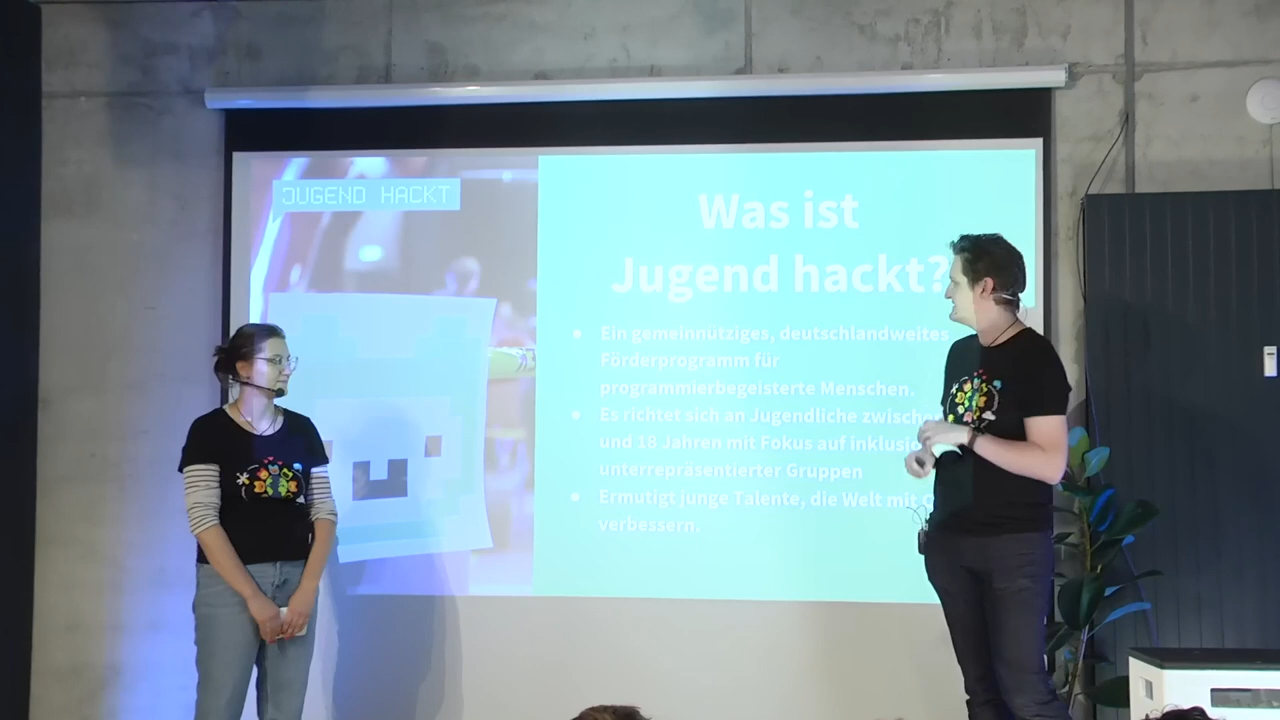 JUGEND HACKT
Was ist
Jugend hackt?
Ein gemeinnütziges, deutschlandweites
Förderprogramm für
programmierbegeisterte Menschen.
Es richtet sich an Jugendliche
und 18 Jahren mit Fokus auf
unterrepräsentierter Gruppen
Ermutigt junge Talente, die Welt mit
verbessern.